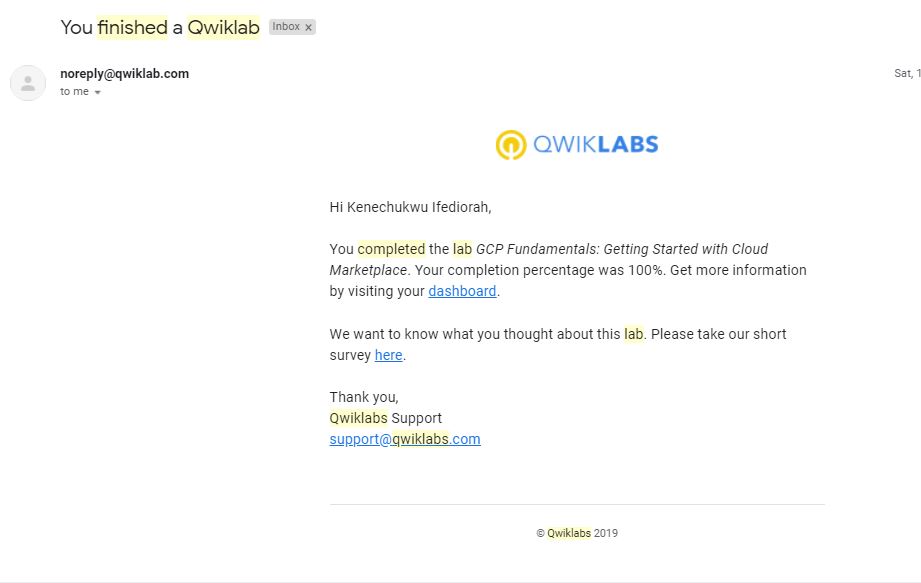 You finished a Qwiklab Inbox x
noreply@qwiklab.com
Sat, 1
to me
QWIKLABS
Hi Kenechukwu Ifediorah,
You completed the lab GCP Fundamentals: Getting Started with Cloud
Marketplace. Your completion percentage was 100%. Get more information
by visiting your dashboard.
We want to know what you thought about this lab. Please take our short
survey here.
Thank you,
Qwiklabs Support
support@qwiklabs.com
© Qwiklabs 2019